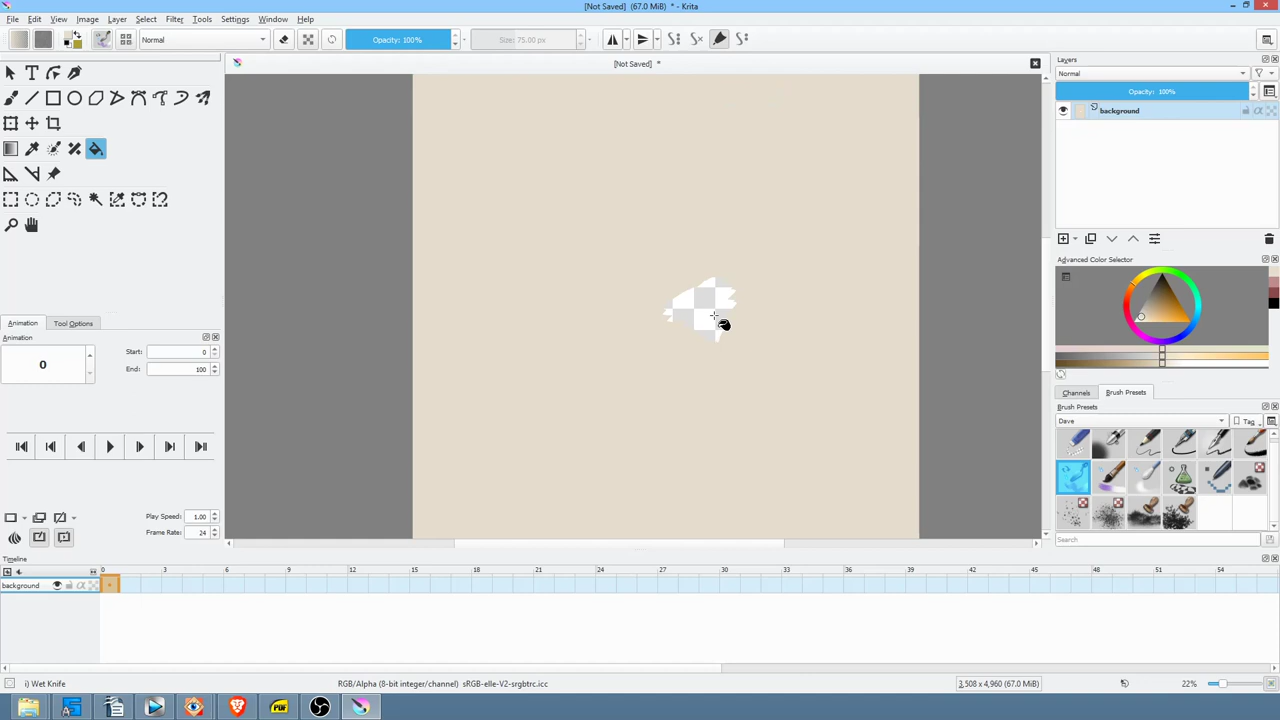 [Not Saved] (67.0 MiB) * - Krita
File Edit View Image Layer Select Filter Tools Settings Window Help
Normal Opacity: 100% Size: 75.00 px
[Not Saved] *
Layers
Normal
Opacity: 100%
background
Advanced Color Selector
Animation Tool Options
Animation
0 Start: 0
End: 100
Channels Brush Presets
Brush Presets
Dave Tag
Play Speed: 1.00
Frame Rate: 24
Search
Timeline
0 3 6 9 12 15 18 21 24 27 30 33 36 39 42 45 48 51 54
background
i) Wet Knife RGB/Alpha (8-bit integer/channel) sRGB-elle-V2-srgbtrc.icc 3,508 x 4,960 (67.0 MiB) 22%
PDF